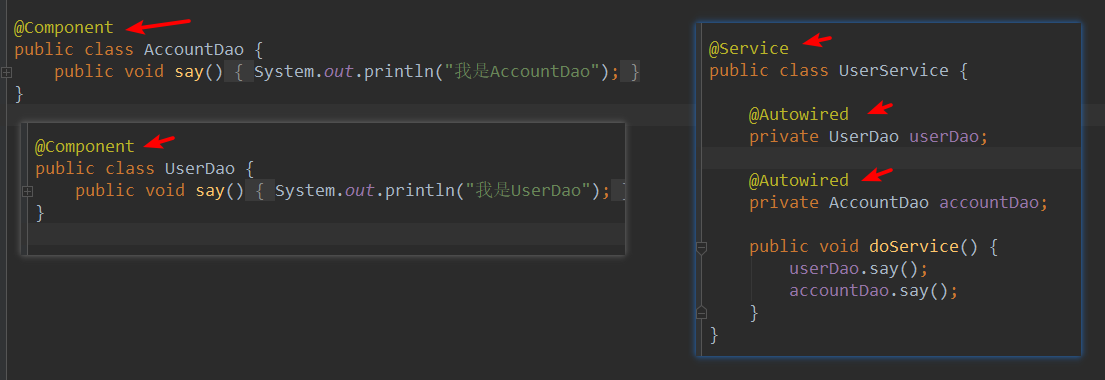 @Component
public class AccountDao {
public void say() { System.out.println("我是AccountDao"); }
}
@Component
public class UserDao {
public void say() { System.out.println("我是UserDao"); }
}
@Service
public class UserService {
@Autowired
private UserDao userDao;
@Autowired
private AccountDao accountDao;
public void doService() {
userDao.say();
accountDao.say();
}
}